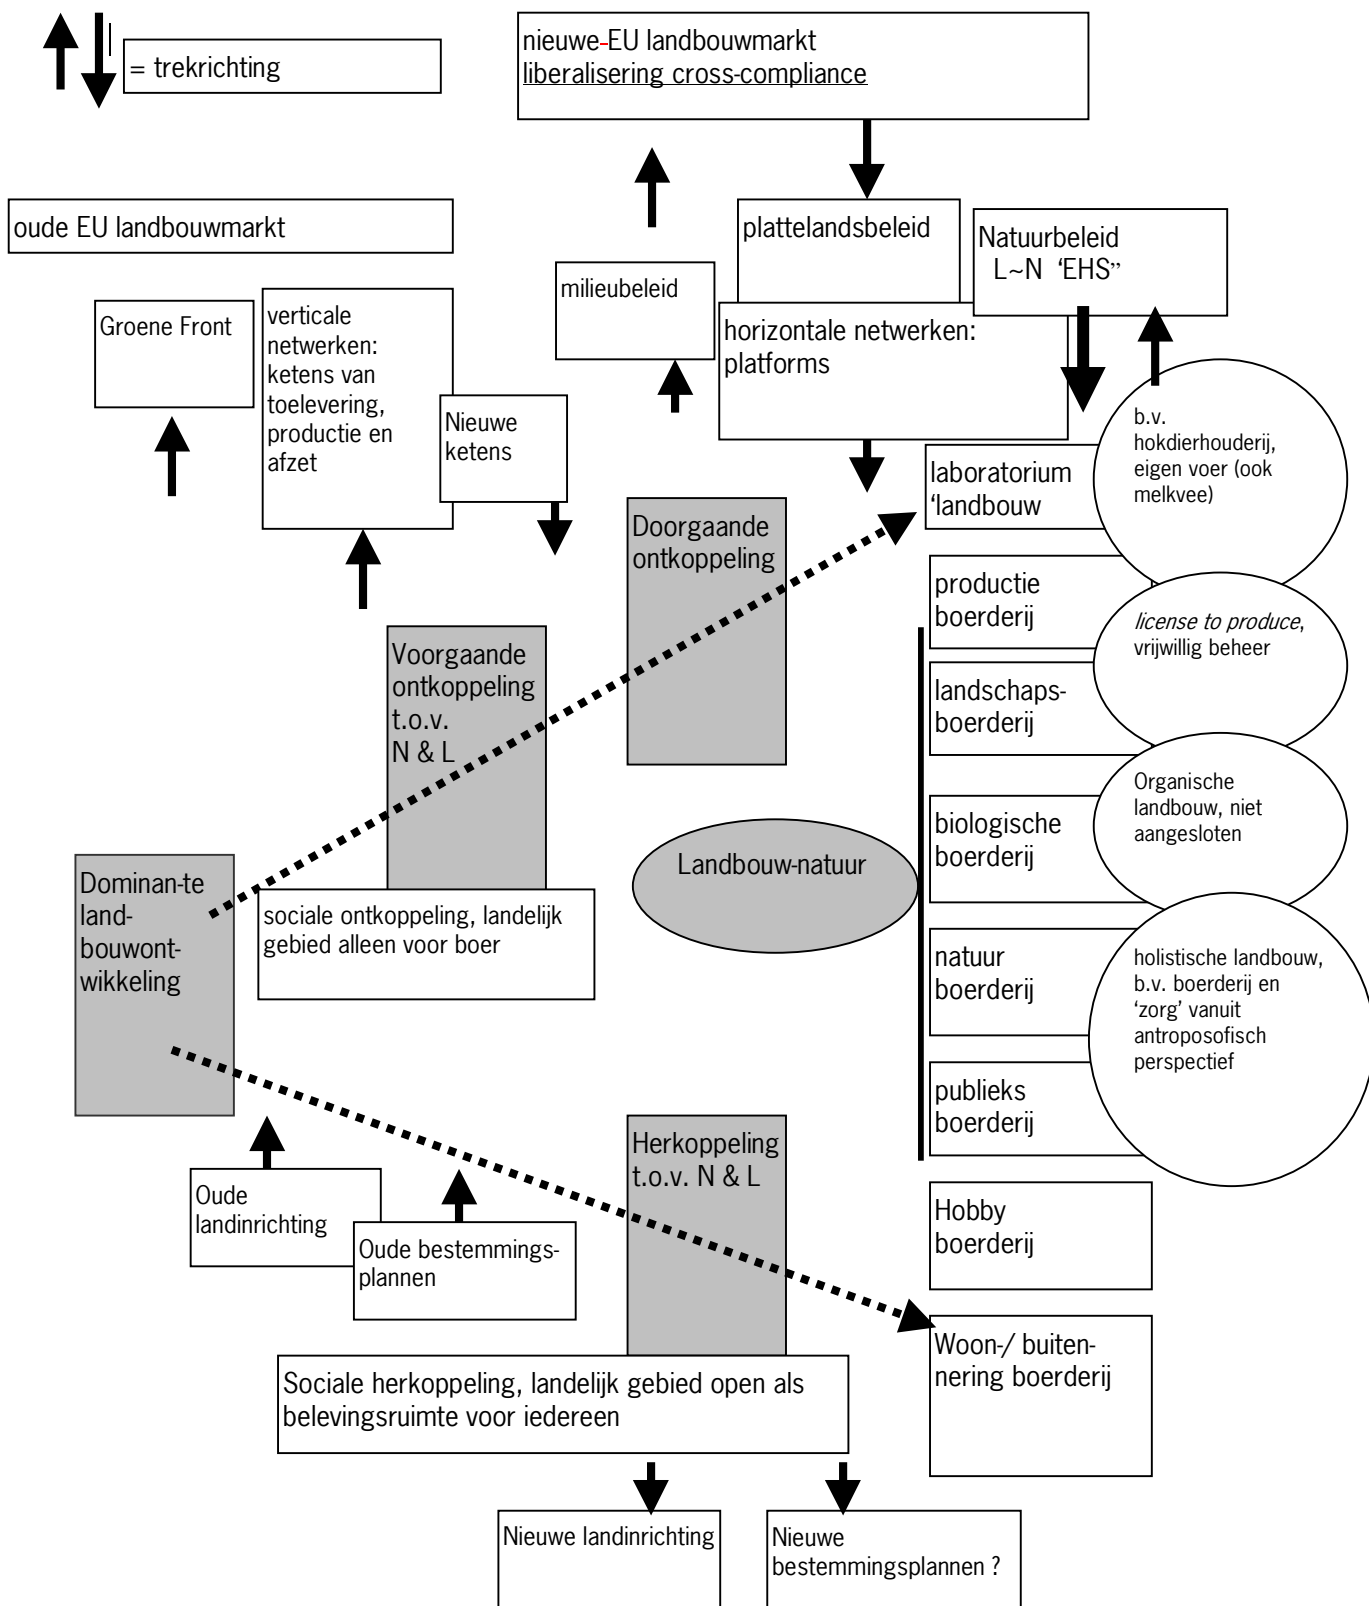 = trekrichting
nieuwe-EU landbouwmarkt
liberalisering cross-compliance
oude EU landbouwmarkt
plattelandsbeleid
Natuurbeleid
L~N ‘EHS”
milieubeleid
Groene Front
verticale
netwerken:
ketens van
toelevering,
productie en
afzet
horizontale netwerken:
platforms
Nieuwe
ketens
b.v.
hokdierhouderij,
eigen voer (ook
melkvee)
laboratorium
‘landbouw
Doorgaande
ontkoppeling
productie
boerderij
license to produce,
vrijwillig beheer
Voorgaande
ontkoppeling
t.o.v.
N & L
landschaps-
boerderij
Organische
landbouw, niet
aangesloten
biologische
boerderij
Landbouw-natuur
Dominan-te
land-
bouwont-
wikkeling
sociale ontkoppeling, landelijk
gebied alleen voor boer
natuur
boerderij
holistische landbouw,
b.v. boerderij en
‘zorg’ vanuit
antroposofisch
perspectief
publieks
boerderij
Herkoppeling
t.o.v. N & L
Oude
landinrichting
Oude bestemmings-
plannen
Hobby
boerderij
Woon-/ buiten-
nering boerderij
Sociale herkoppeling, landelijk gebied open als
belevingsruimte voor iedereen
Nieuwe landinrichting
Nieuwe
bestemmingsplannen ?